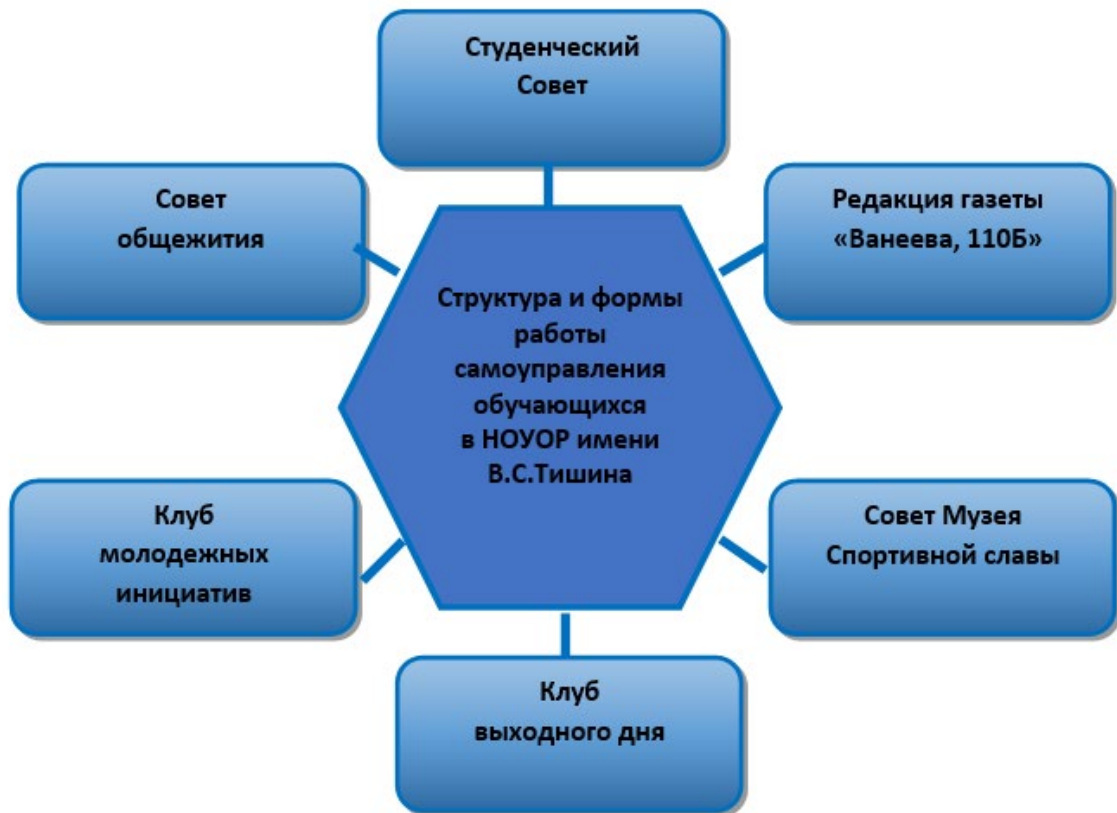 Студенческий
Совет
Совет
общежития
Редакция газеты
«Ванеева, 110Б»
Структура и формы
работы
самоуправления
обучающихся
в НОУОР имени
В.С.Тишина
Клуб
молодежных
инициатив
Совет Музея
Спортивной славы
Клуб
выходного дня